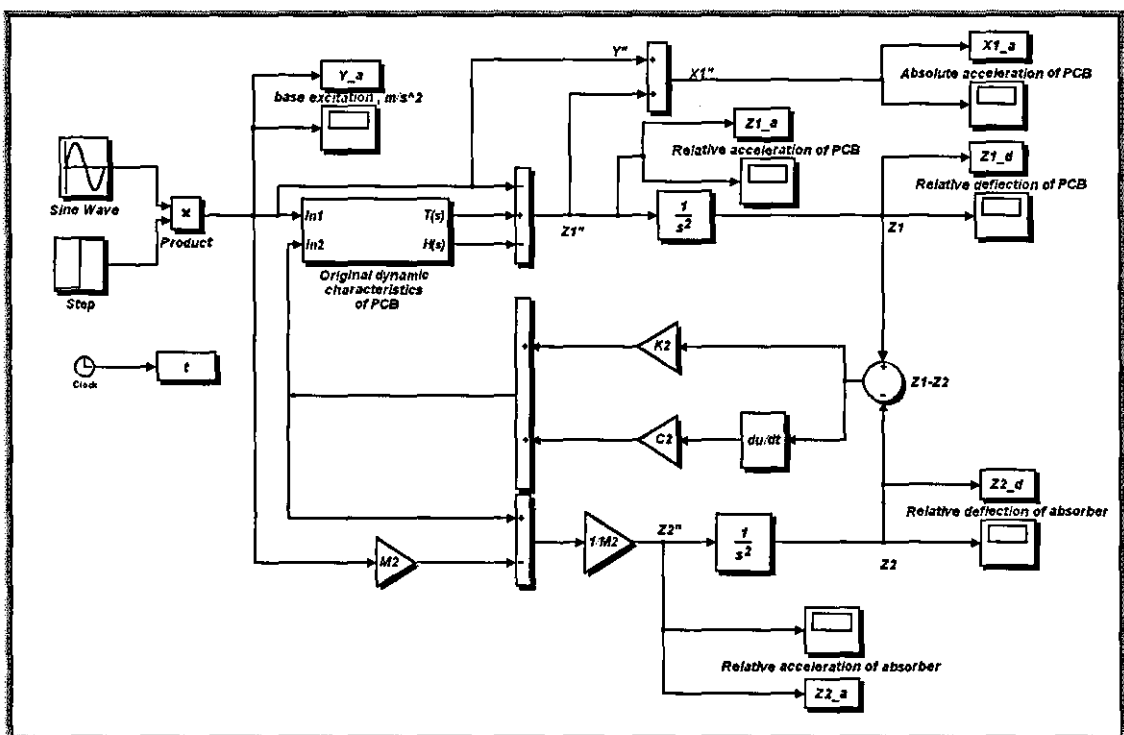 Y"
X1_a
Y_a
X1"
Absolute acceleration of PCB
base excitation, m/s^2
Z1_a
Relative acceleration of PCB
Z1_d
Relative deflection of PCB
Sine Wave
×
Product
In1
T(s)
In2
H(s)
Z1"
1
s2
Z1
Original dynamic
characteristics
of PCB
Step
K2
t
Clock
Z1-Z2
C2
du/dt
Z2_d
Relative deflection of absorber
M2
1/M2
Z2"
1
s2
Z2
Relative acceleration of absorber
Z2_a